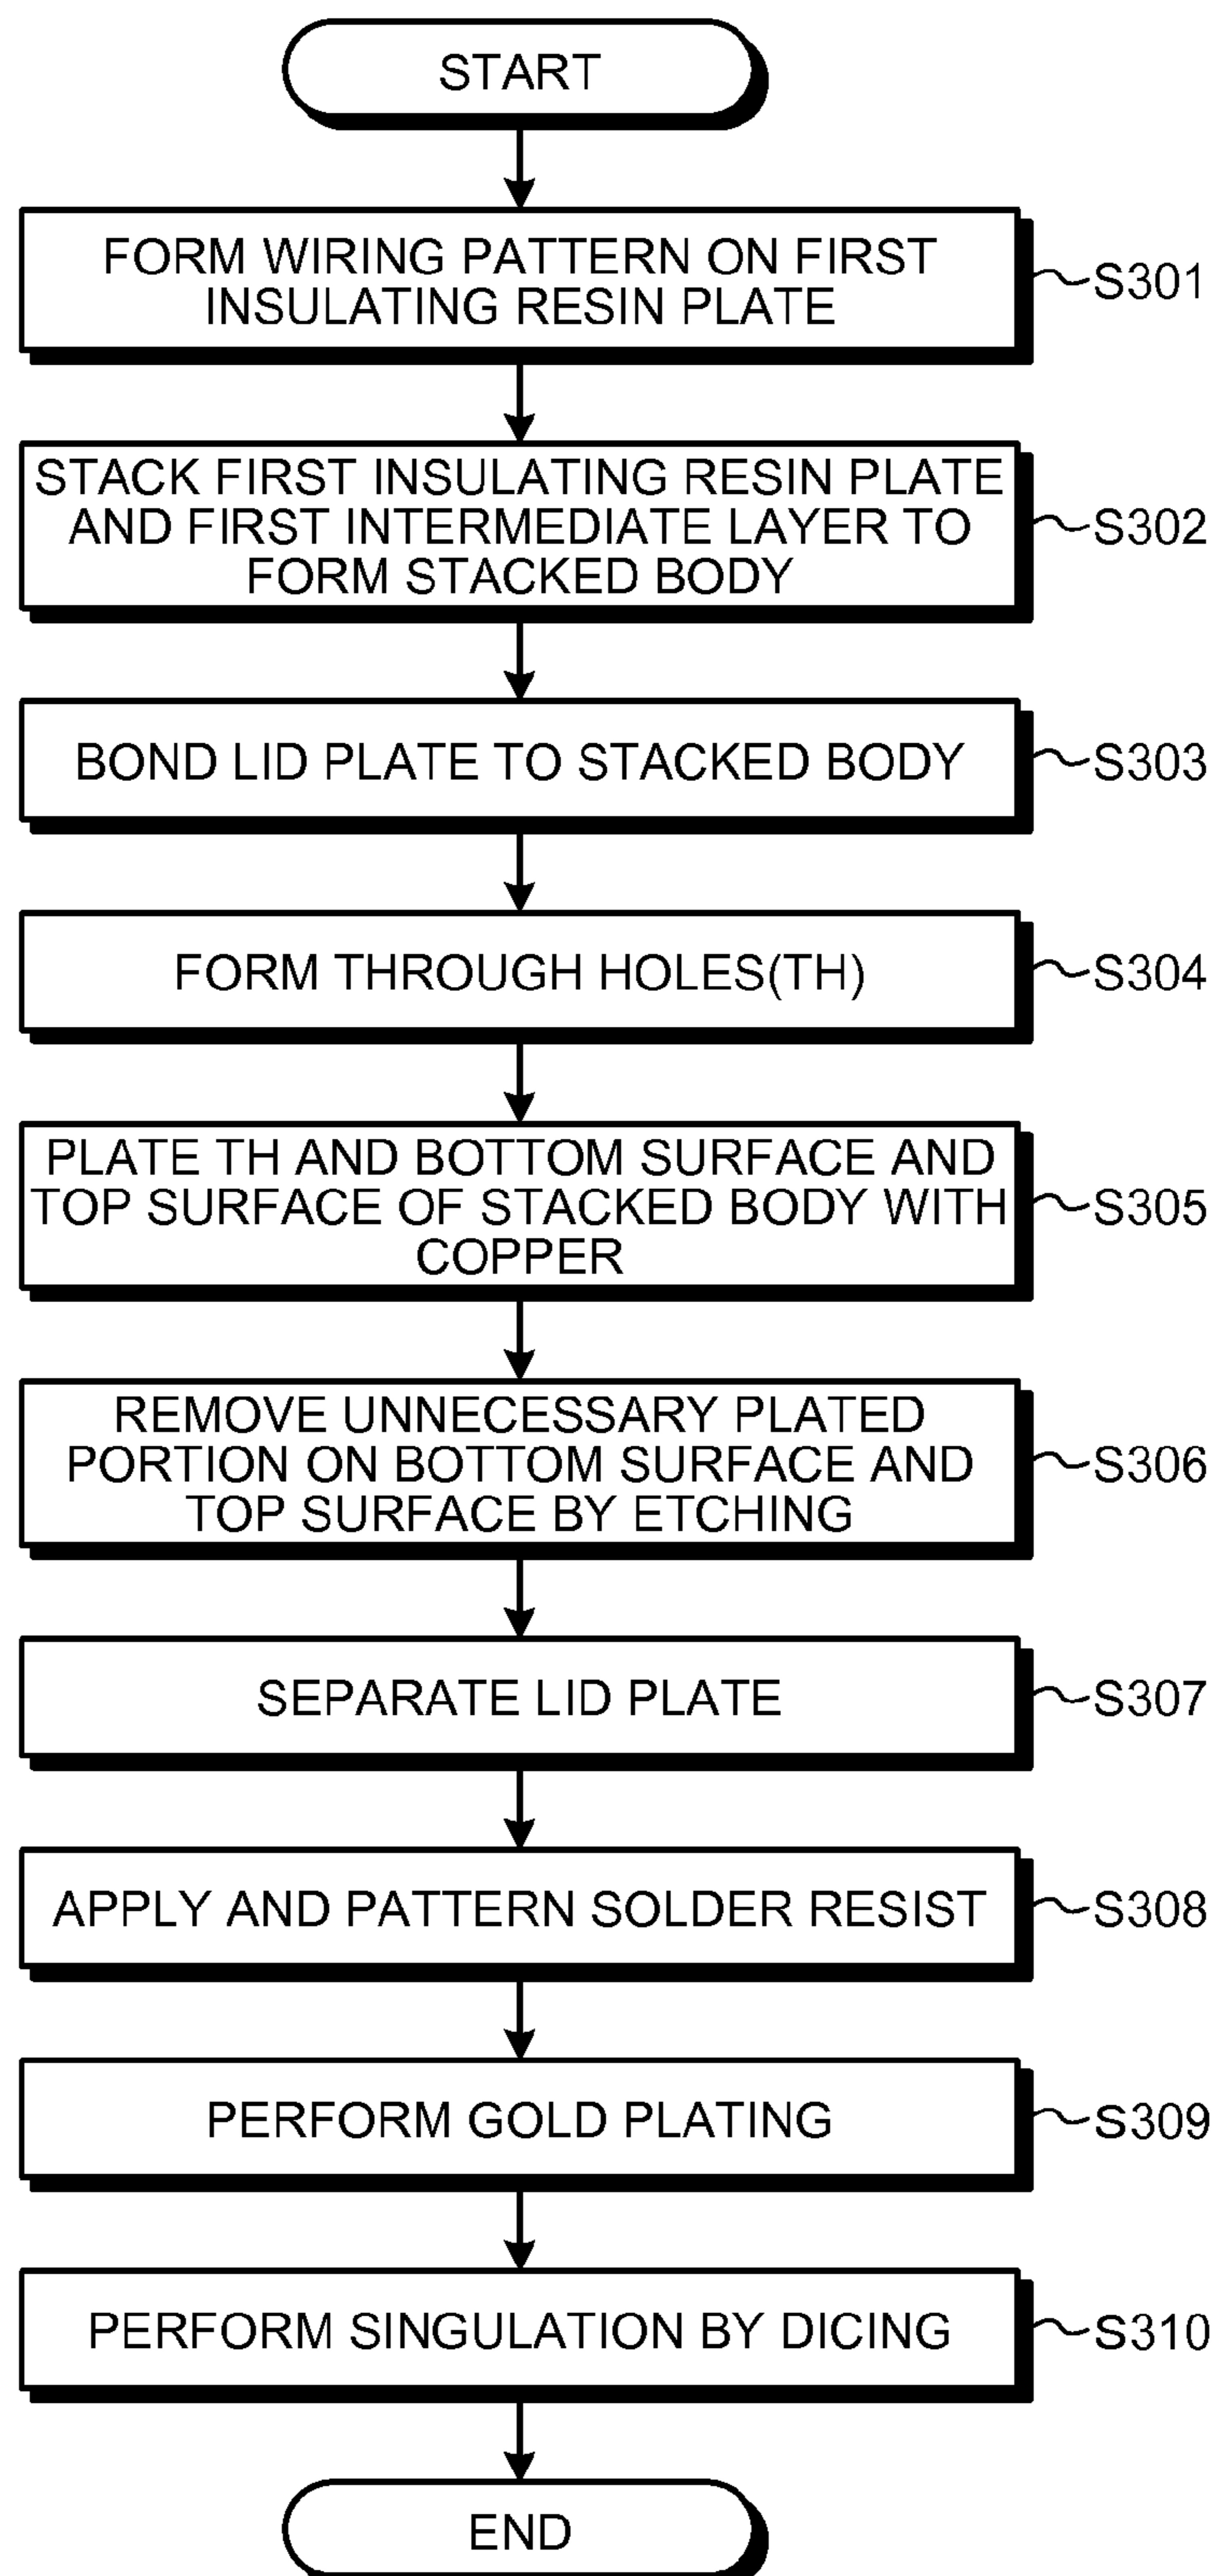 START
FORM WIRING PATTERN ON FIRST
INSULATING RESIN PLATE
S301
STACK FIRST INSULATING RESIN PLATE
AND FIRST INTERMEDIATE LAYER TO
FORM STACKED BODY
S302
BOND LID PLATE TO STACKED BODY
S303
FORM THROUGH HOLES(TH)
S304
PLATE TH AND BOTTOM SURFACE AND
TOP SURFACE OF STACKED BODY WITH
COPPER
S305
REMOVE UNNECESSARY PLATED
PORTION ON BOTTOM SURFACE AND
TOP SURFACE BY ETCHING
S306
SEPARATE LID PLATE
S307
APPLY AND PATTERN SOLDER RESIST
S308
PERFORM GOLD PLATING
S309
PERFORM SINGULATION BY DICING
S310
END